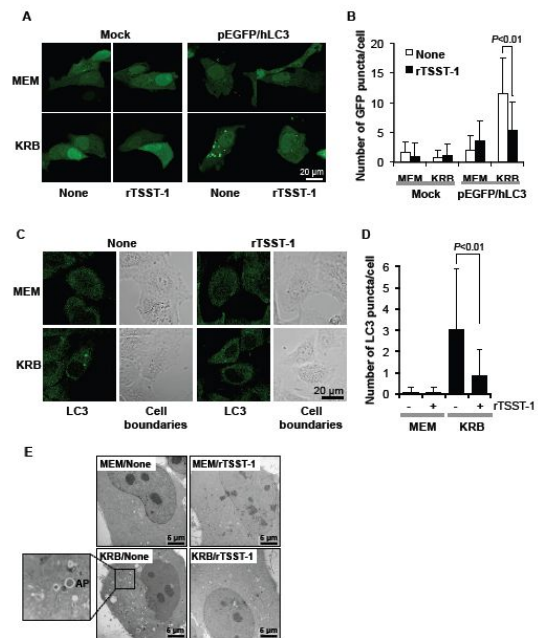 A
Mock
pEGFP/hLC3
MEM
KRB
None
rTSST-1
None
rTSST-1
20 µm
B
P<0.01
Number of GFP puncta/cell
20
15
10
5
0
None
rTSST-1
MEM KRB MEM KRB
Mock pEGFP/hLC3
C
None
rTSST-1
MEM
KRB
20 µm
LC3
Cell
boundaries
LC3
Cell
boundaries
D
P<0.01
Number of LC3 puncta/cell
6
5
4
3
2
1
0
- + - + rTSST-1
MEM KRB
E
MEM/None
MEM/rTSST-1
5 µm
5 µm
KRB/None
KRB/rTSST-1
AP
5 µm
5 µm